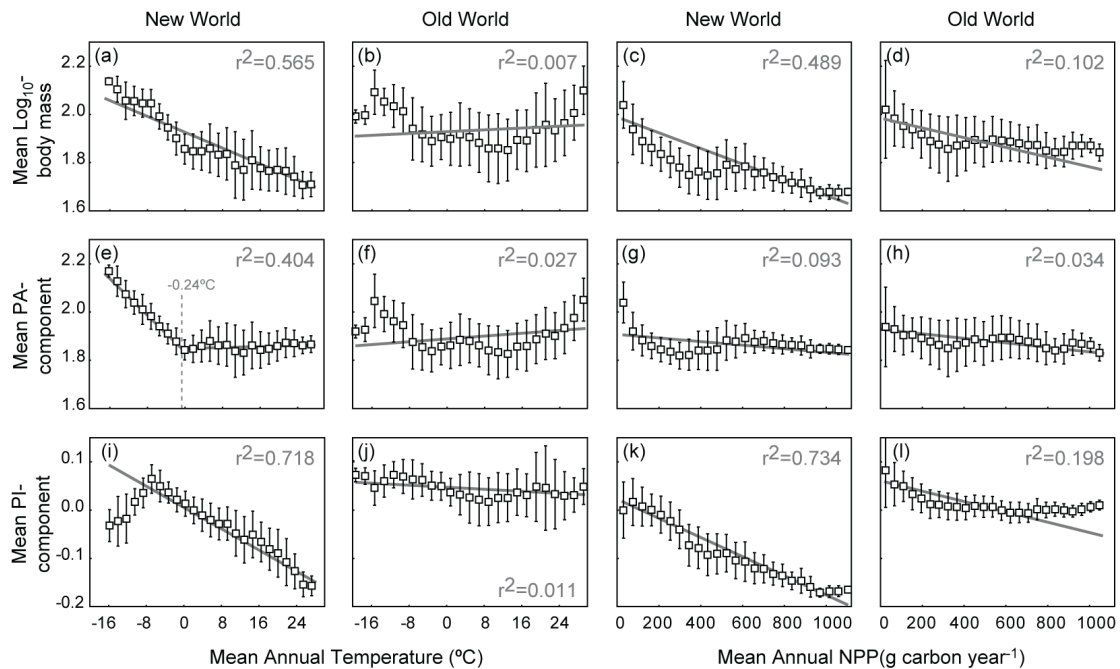 New World Old World New World Old World
Mean Log₁₀-
body mass
2.2
2.0
1.8
1.6
(a) r²=0.565
(b) r²=0.007
(c) r²=0.489
(d) r²=0.102
Mean PA-
component
2.2
2.0
1.8
1.6
(e) r²=0.404
-0.24ºC
(f) r²=0.027
(g) r²=0.093
(h) r²=0.034
Mean PI-
component
0.1
0.0
-0.1
-0.2
(i) r²=0.718
(j)
r²=0.011
(k) r²=0.734
(l) r²=0.198
-16 -8 0 8 16 24 -16 -8 0 8 16 24 0 200 400 600 800 1000 0 200 400 600 800 1000
Mean Annual Temperature (ºC) Mean Annual NPP(g carbon year⁻¹)